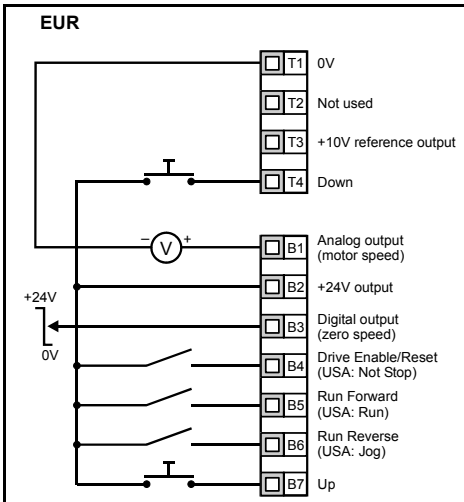 EUR
T1 0V
T2 Not used
T3 +10V reference output
T4 Down
– V +
B1 Analog output
(motor speed)
B2 +24V output
+24V
0V
B3 Digital output
(zero speed)
B4 Drive Enable/Reset
(USA: Not Stop)
B5 Run Forward
(USA: Run)
B6 Run Reverse
(USA: Jog)
B7 Up